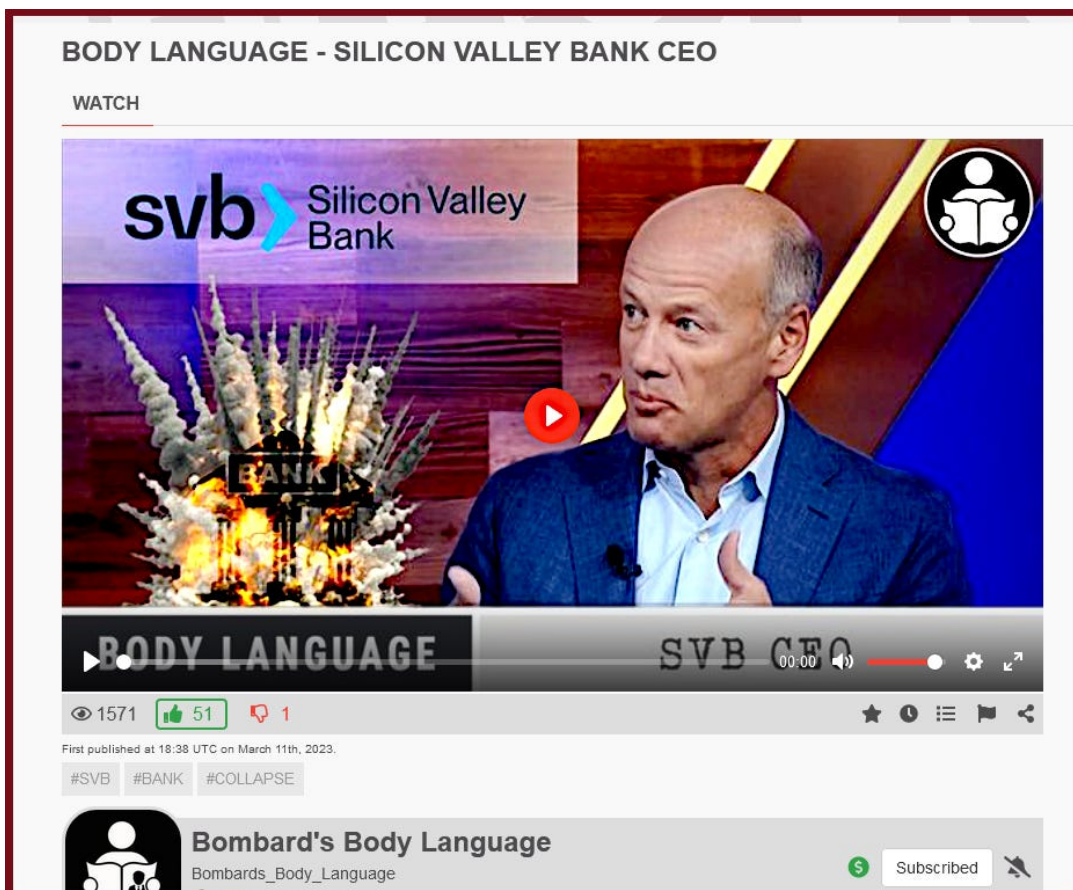 BODY LANGUAGE - SILICON VALLEY BANK CEO
WATCH
svb Silicon Valley
Bank
BANK
BODY LANGUAGE SVB CEO
00:00
1571 51 1
First published at 18:38 UTC on March 11th, 2023.
#SVB #BANK #COLLAPSE
Bombard's Body Language
Bombards_Body_Language
$ Subscribed